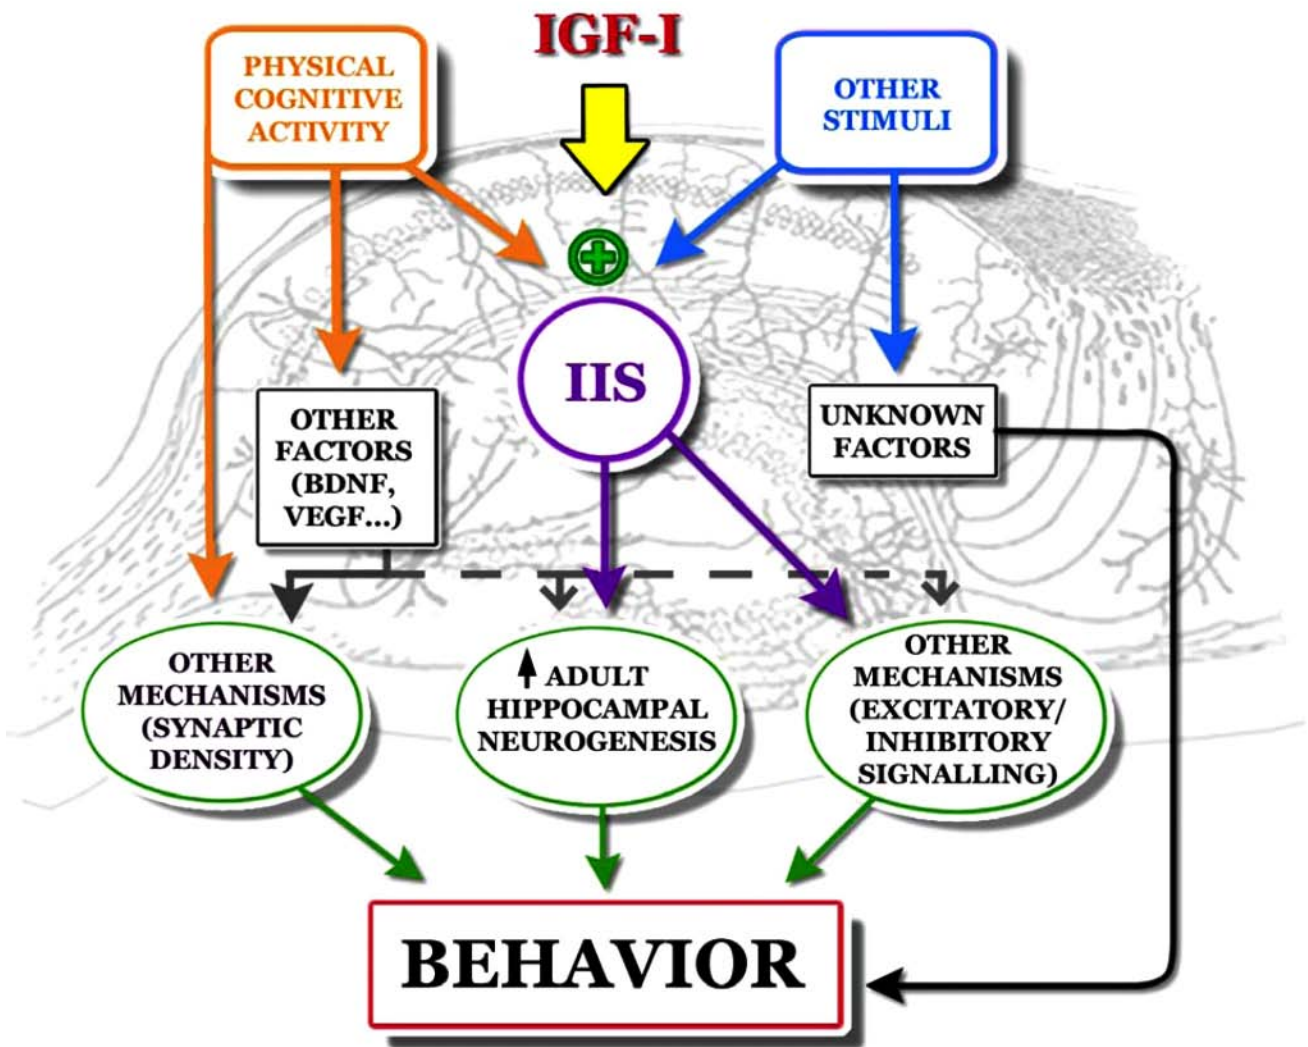 IGF-I
PHYSICAL
COGNITIVE
ACTIVITY
OTHER
STIMULI
IIS
OTHER
FACTORS
(BDNF,
VEGF...)
UNKNOWN
FACTORS
OTHER
MECHANISMS
(SYNAPTIC
DENSITY)
ADULT
HIPPOCAMPAL
NEUROGENESIS
OTHER
MECHANISMS
(EXCITATORY/
INHIBITORY
SIGNALLING)
BEHAVIOR